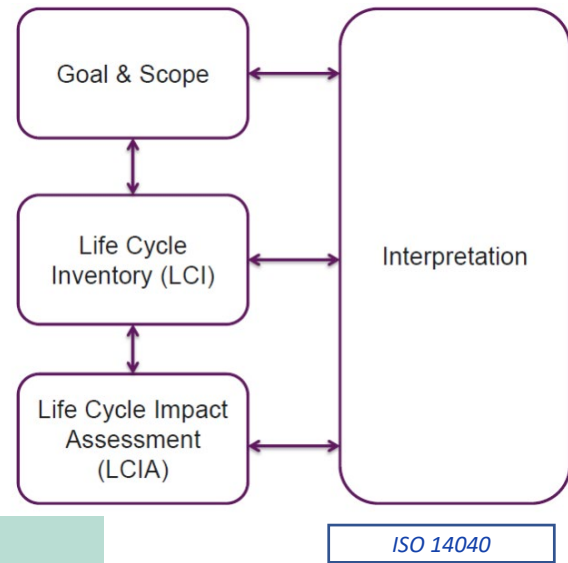 Goal & Scope
Life Cycle
Inventory (LCI)
Life Cycle Impact
Assessment
(LCIA)
Interpretation
ISO 14040